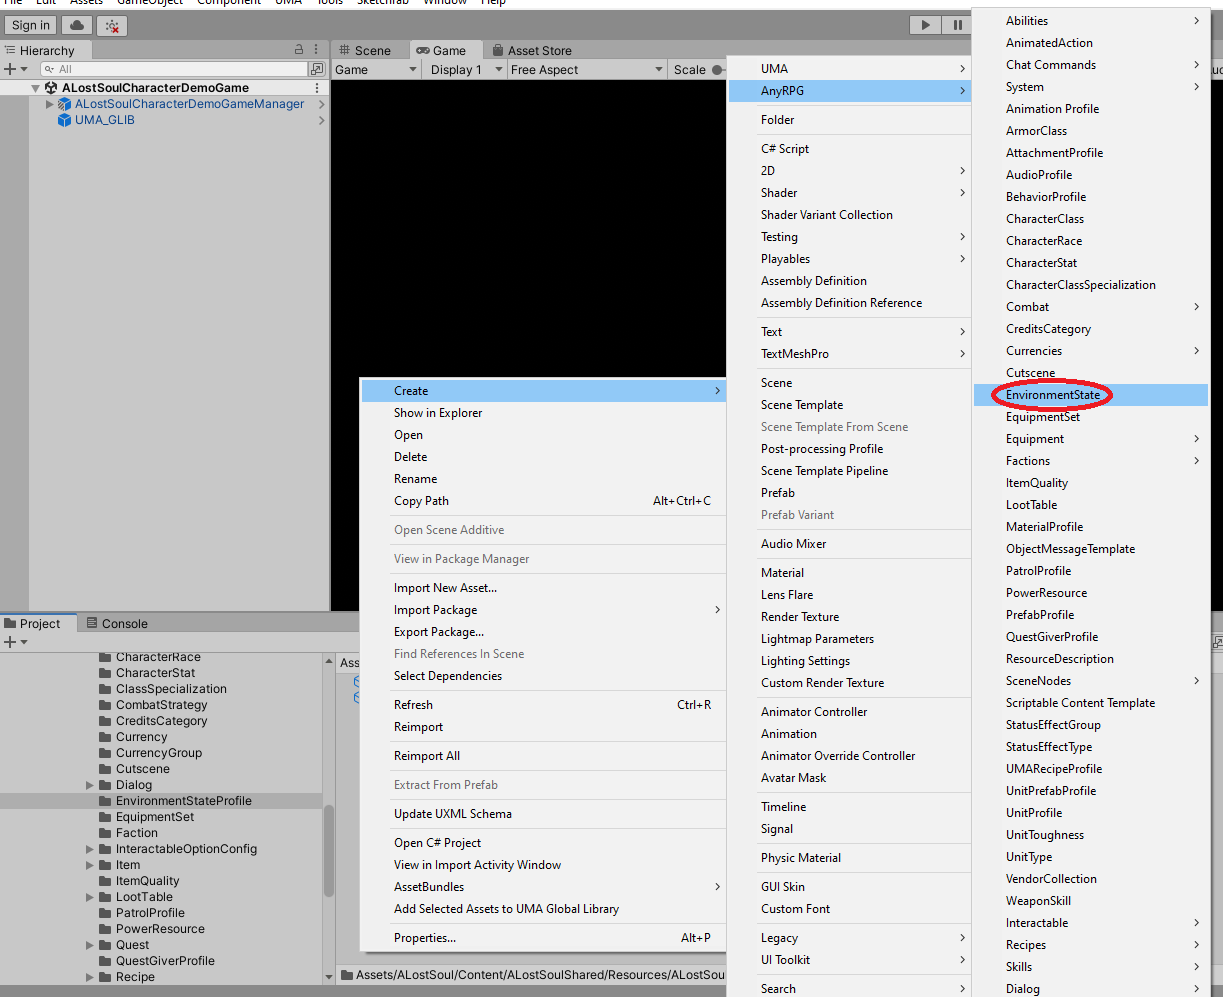 File Edit Assets GameObject Component UMA Tools Sketchfab Window Help
Sign in
Hierarchy
All
ALostSoulCharacterDemoGame
ALostSoulCharacterDemoGameManager
UMA_GLIB
Scene Game Asset Store
Game Display 1 Free Aspect Scale
Create
Show in Explorer
Open
Delete
Rename
Copy Path Alt+Ctrl+C
Open Scene Additive
View in Package Manager
Import New Asset...
Import Package
Export Package...
Find References In Scene
Select Dependencies
Refresh Ctrl+R
Reimport
Reimport All
Extract From Prefab
Update UXML Schema
Open C# Project
View in Import Activity Window
AssetBundles
Add Selected Assets to UMA Global Library
Properties... Alt+P
UMA
AnyRPG
Folder
C# Script
2D
Shader
Shader Variant Collection
Testing
Playables
Assembly Definition
Assembly Definition Reference
Text
TextMeshPro
Scene
Scene Template
Scene Template From Scene
Post-processing Profile
Scene Template Pipeline
Prefab
Prefab Variant
Audio Mixer
Material
Lens Flare
Render Texture
Lightmap Parameters
Lighting Settings
Custom Render Texture
Animator Controller
Animation
Animator Override Controller
Avatar Mask
Timeline
Signal
Physic Material
GUI Skin
Custom Font
Legacy
UI Toolkit
Search
Abilities
AnimatedAction
Chat Commands
System
Animation Profile
ArmorClass
AttachmentProfile
AudioProfile
BehaviorProfile
CharacterClass
CharacterRace
CharacterStat
CharacterClassSpecialization
Combat
CreditsCategory
Currencies
Cutscene
EnvironmentState
EquipmentSet
Equipment
Factions
ItemQuality
LootTable
MaterialProfile
ObjectMessageTemplate
PatrolProfile
PowerResource
PrefabProfile
QuestGiverProfile
ResourceDescription
SceneNodes
Scriptable Content Template
StatusEffectGroup
StatusEffectType
UMARecipeProfile
UnitPrefabProfile
UnitProfile
UnitToughness
UnitType
VendorCollection
WeaponSkill
Interactable
Recipes
Skills
Dialog
Project Console
CharacterRace
CharacterStat
ClassSpecialization
CombatStrategy
CreditsCategory
Currency
CurrencyGroup
Cutscene
Dialog
EnvironmentStateProfile
EquipmentSet
Faction
InteractableOptionConfig
Item
ItemQuality
LootTable
PatrolProfile
PowerResource
Quest
QuestGiverProfile
Recipe
Ass
Assets/ALostSoul/Content/ALostSoulShared/Resources/ALostSou